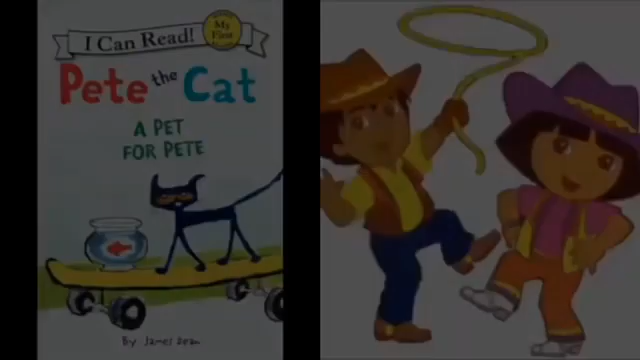 I Can Read!
My
First
Pete the Cat
A PET
FOR PETE
By James Dean